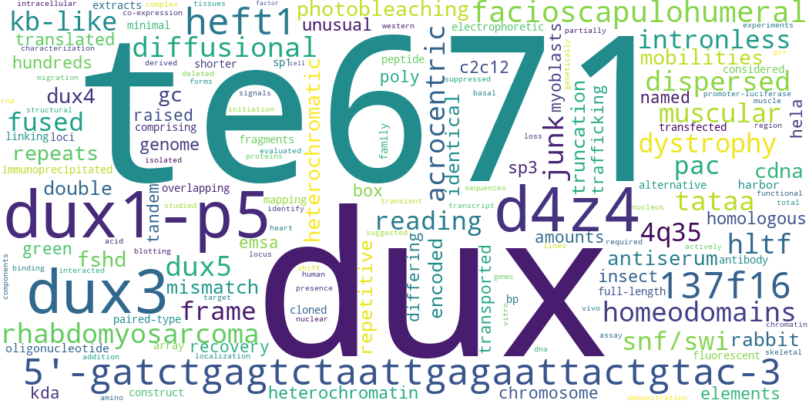 intracellular extracts complex tissues photobleaching facioscapulohumeral
co-expression factor
kb-like minimal heft1 electrophoretic experiments
characterization western partially intronless
translated derived shorter sp1 cell diffusional peptide c2c12 mobilities considered
migration deleted forms signals
hundreds suppressed basal dispersed
dux4 gc poly named promoter-luciferase
structural raised initiation acrocentric identical myoblasts genetically muscle
fused comprising te671 junk muscular transfected region
linking loci genome fragments family truncation trafficking hela
isolated evaluated loss
repeats proteins heterochromatic dystrophy
immunoprecipitated sp3 pac cdna
double overlapping mapping box sequences alternative harbor
studied identify transient tataa functional total
dux1-p5 tandem heart transcript reading d4z4 nucleus homologous
acid suggested lines required
green blotting locus amounts 4q35 actively hltf
fshd emsa differing encoded transported genes antiserum antibody
components dux5 shift human insect 137f16
binding interacted mismatch presence bp full-length
dux3 target repetitive dux vitro vivo chromatin
paired-type frame cloned homeodomains
rhabdomyosarcoma nuclear assay skeletal
oligonucleotide array recovery dna snf/swi rabbit
addition localization fluorescent
5'-gatctgagtctaattgagaattactgtac-3
kda amino construct heterochromatin chromosome demonstration elements